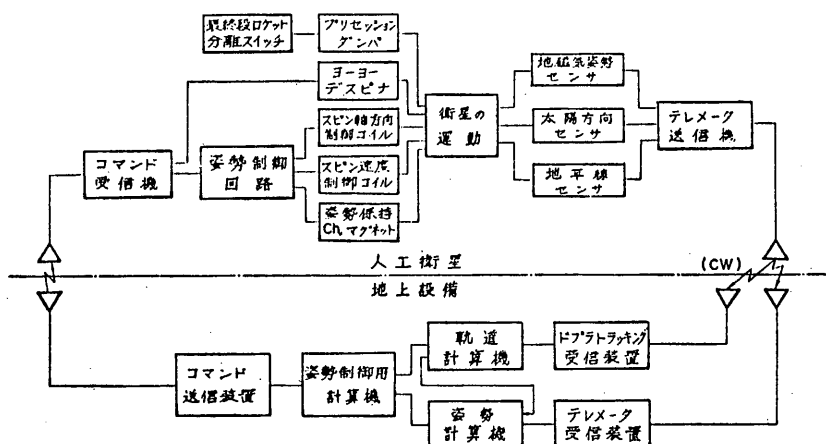 最終段ロケット
分離スイッチ
プリセッション
ダンパ
ヨーヨー
デスピナ
スピン軸方向
制御コイル
スピン速度
制御コイル
姿勢保持
Ch.マグネット
コマンド
受信機
姿勢制御
回路
衛星の
運動
地磁気姿勢
センサ
太陽方向
センサ
地平線
センサ
テレメータ
送信機
人工衛星
(CW)
地上設備
コマンド
送信装置
姿勢制御用
計算機
軌道
計算機
ドプラトラッキング
受信装置
姿勢
計算機
テレメータ
受信装置